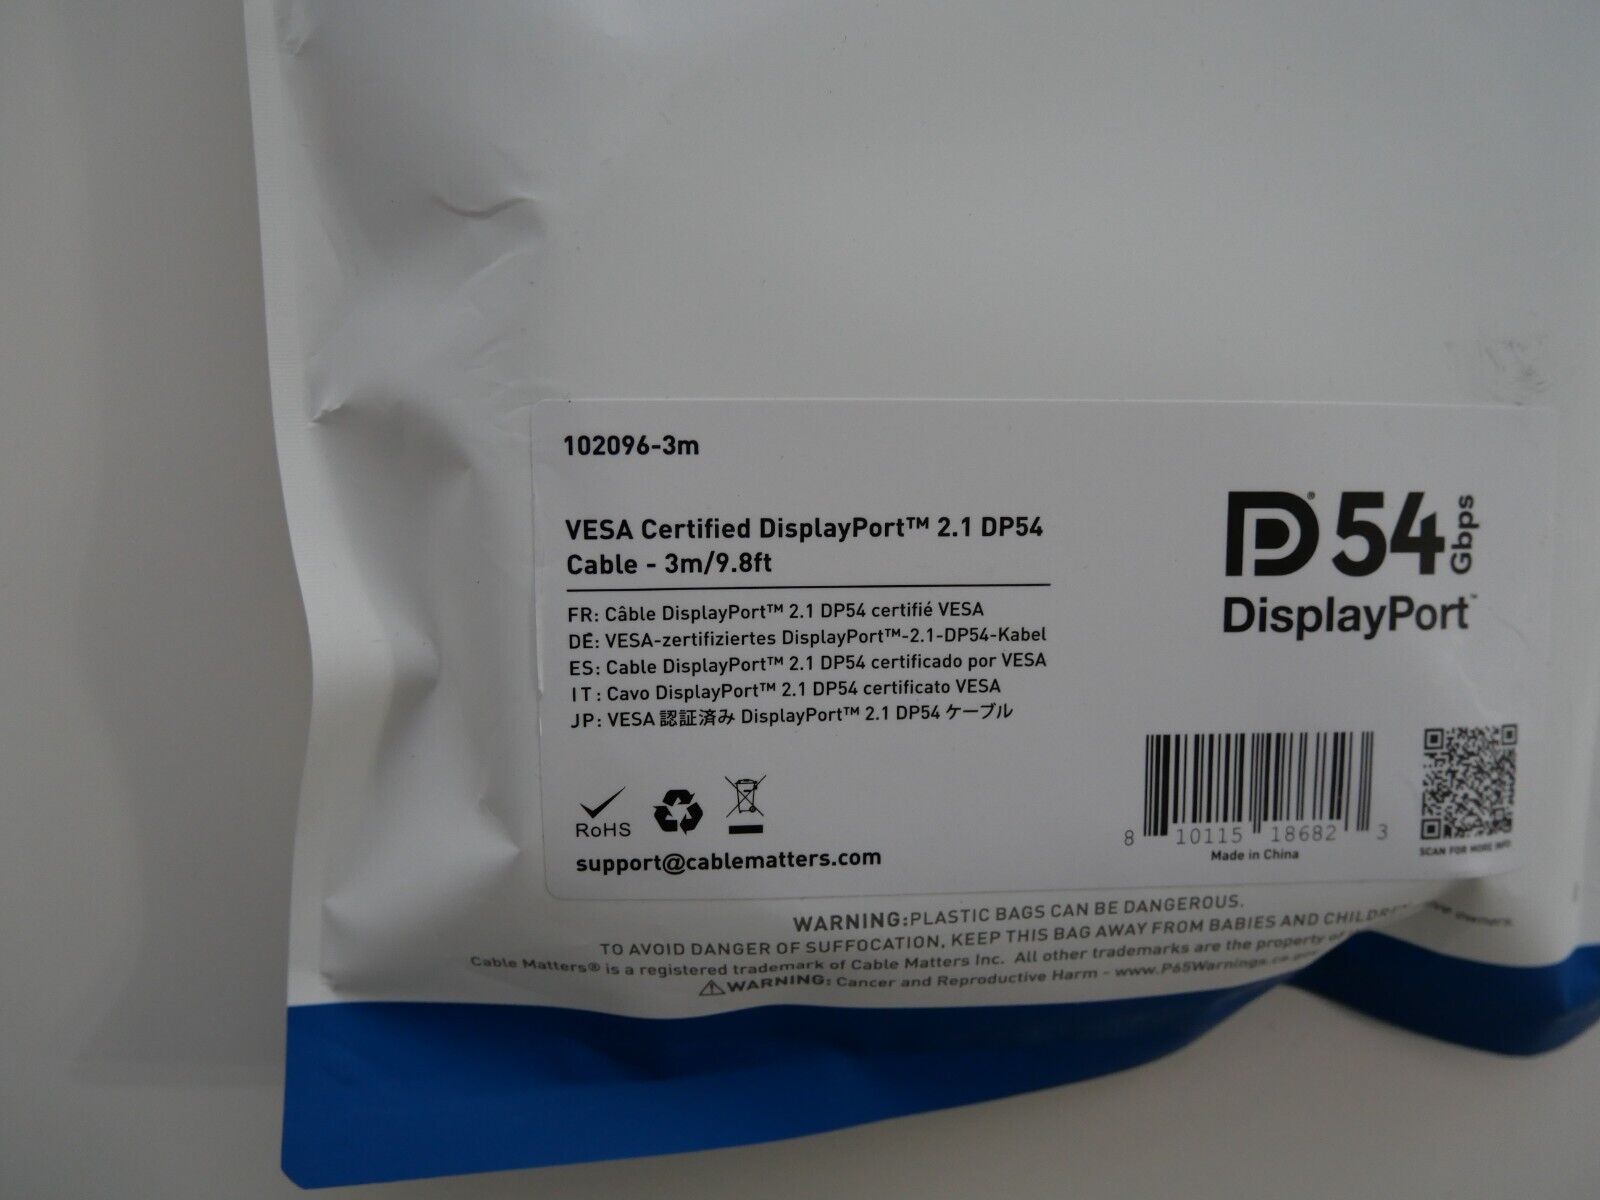 102096-3m
VESA Certified DisplayPort™ 2.1 DP54
Cable - 3m/9.8ft
FR: Câble DisplayPort™ 2.1 DP54 certifié VESA
DE: VESA-zertifiziertes DisplayPort™-2.1-DP54-Kabel
ES: Cable DisplayPort™ 2.1 DP54 certificado por VESA
IT: Cavo DisplayPort™ 2.1 DP54 certificato VESA
JP: VESA 認証済み DisplayPort™ 2.1 DP54 ケーブル
RoHS
support@cablematters.com
DP® 54 Gbps
DisplayPort™
8 10115 18682 3
Made in China
SCAN FOR MORE INFO
WARNING:PLASTIC BAGS CAN BE DANGEROUS.
TO AVOID DANGER OF SUFFOCATION, KEEP THIS BAG AWAY FROM BABIES AND
Cable Matters® is a registered trademark of Cable Matters Inc. All other trademarks are the property of owners.
WARNING: Cancer and Reproductive Harm - www.P65Warnings.ca.gov